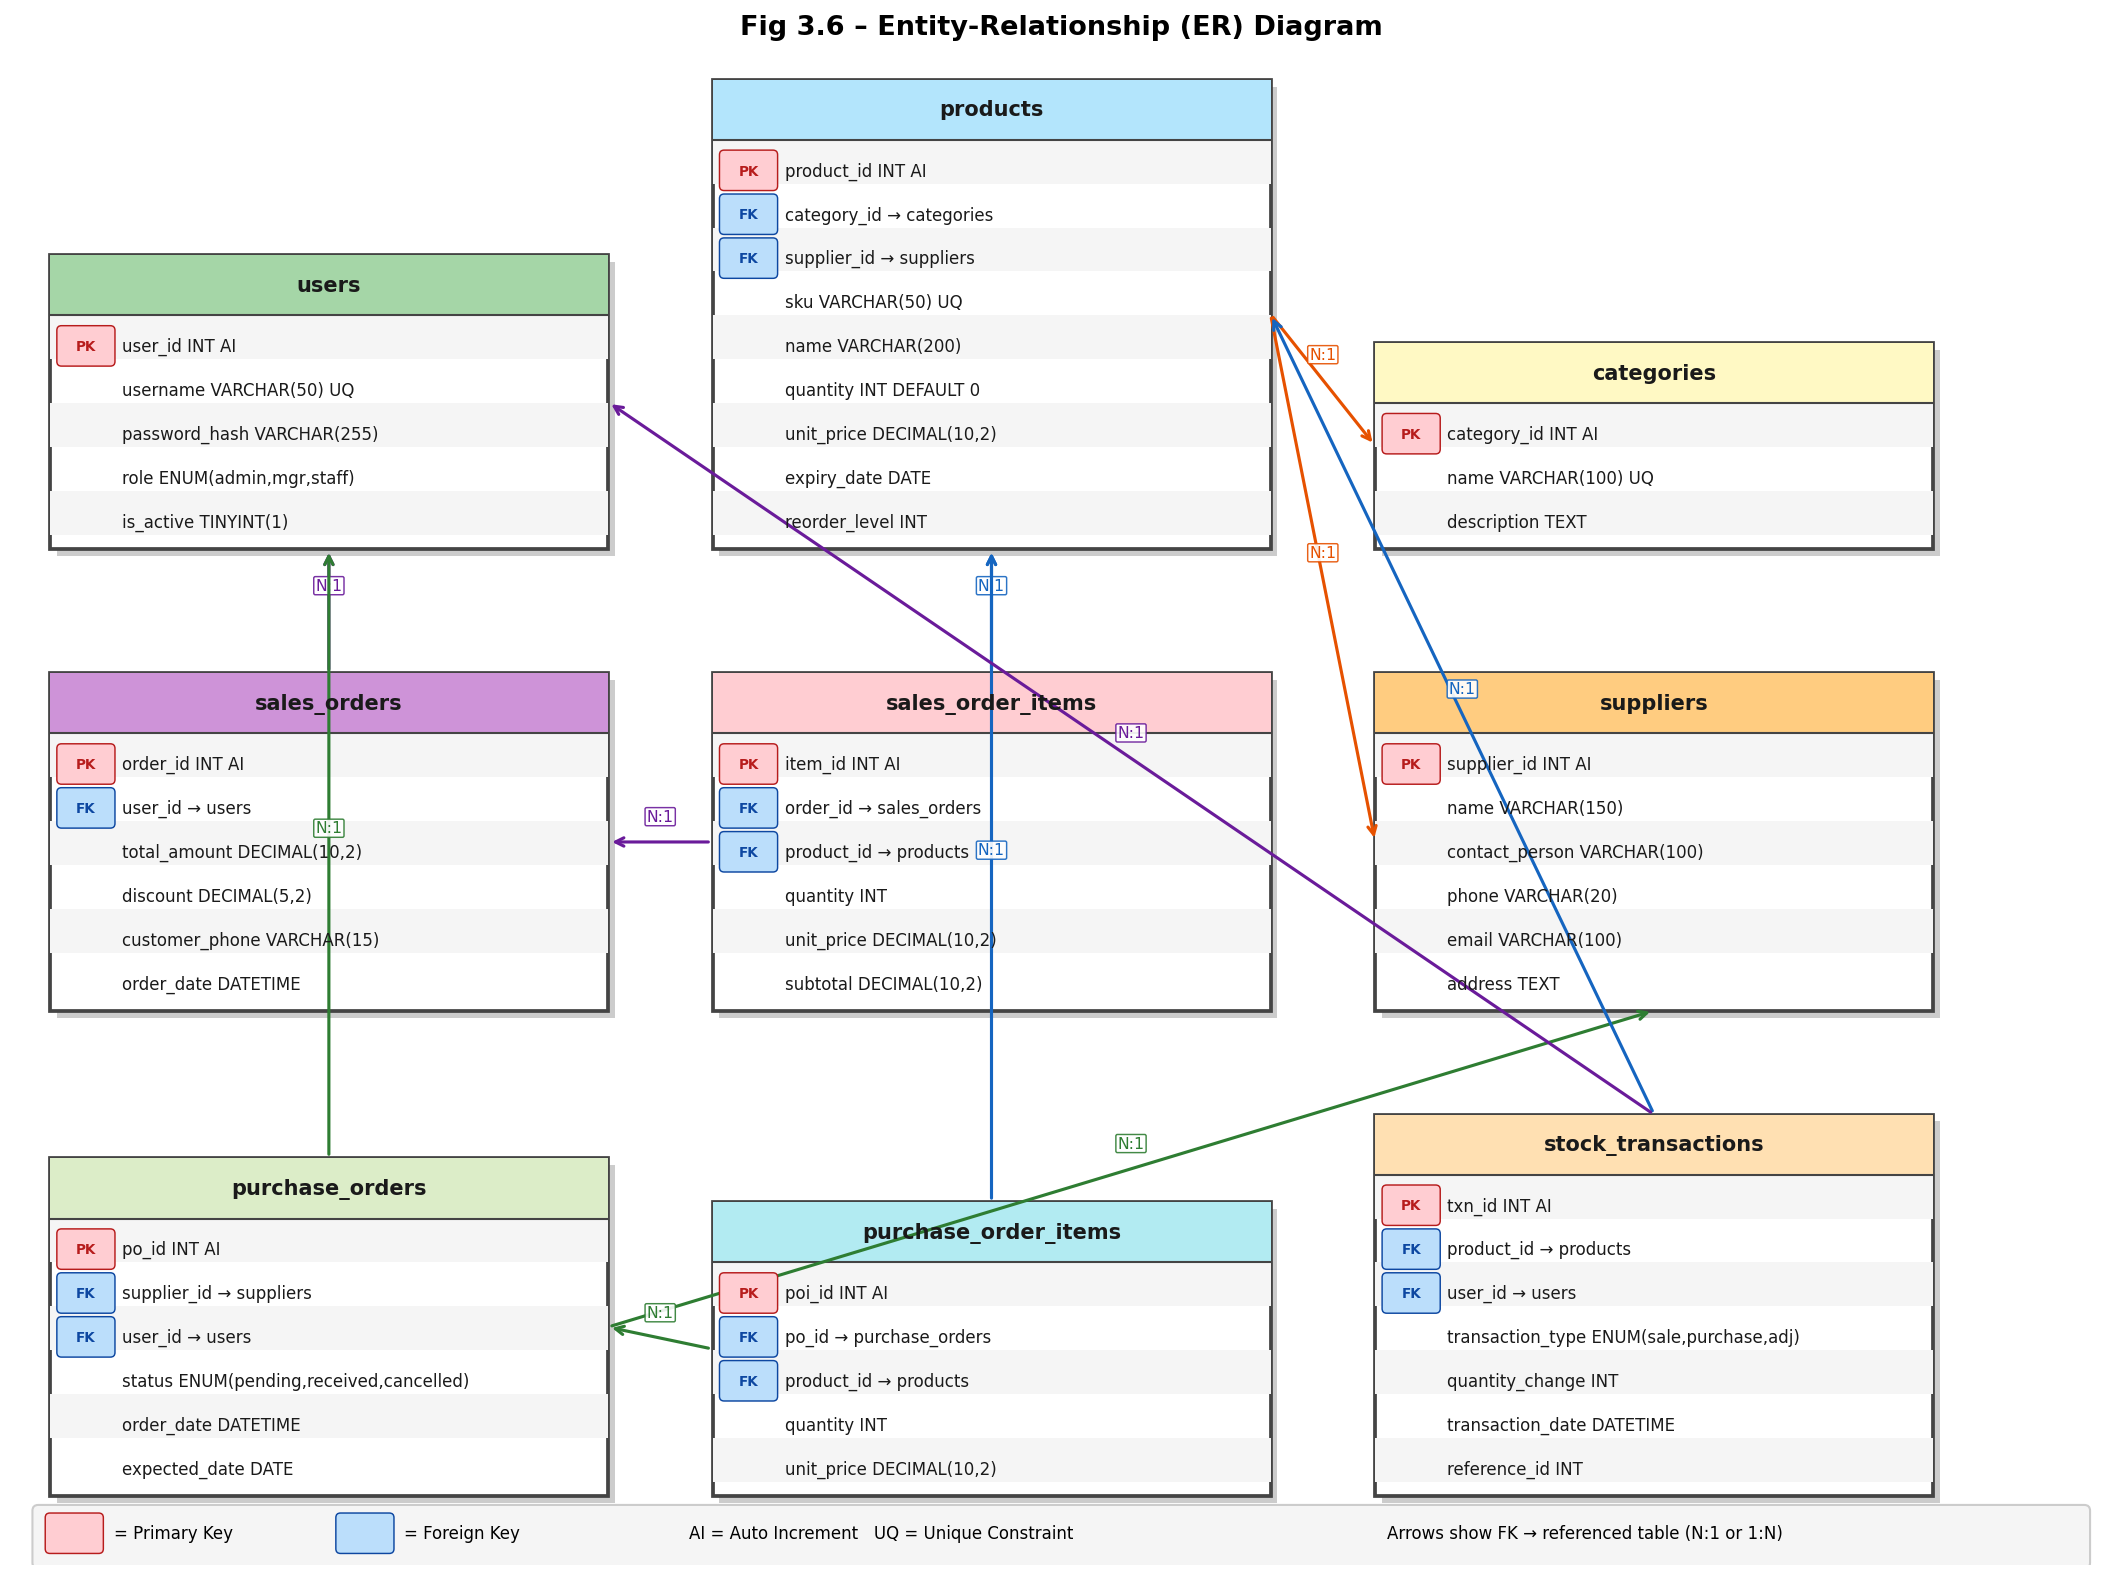 Fig 3.6 – Entity-Relationship (ER) Diagram
products
PK product_id INT AI
FK category_id → categories
FK supplier_id → suppliers
sku VARCHAR(50) UQ
name VARCHAR(200)
quantity INT DEFAULT 0
unit_price DECIMAL(10,2)
expiry_date DATE
reorder_level INT
users
PK user_id INT AI
username VARCHAR(50) UQ
password_hash VARCHAR(255)
role ENUM(admin,mgr,staff)
is_active TINYINT(1)
N:1
categories
PK category_id INT AI
name VARCHAR(100) UQ
description TEXT
N:1
N:1
N:1
sales_orders
PK order_id INT AI
FK user_id → users
N:1
total_amount DECIMAL(10,2)
discount DECIMAL(5,2)
customer_phone VARCHAR(15)
order_date DATETIME
N:1
sales_order_items
N:1
PK item_id INT AI
FK order_id → sales_orders
FK product_id → products
N:1
quantity INT
unit_price DECIMAL(10,2)
subtotal DECIMAL(10,2)
N:1
suppliers
PK supplier_id INT AI
name VARCHAR(150)
contact_person VARCHAR(100)
phone VARCHAR(20)
email VARCHAR(100)
address TEXT
N:1
purchase_orders
PK po_id INT AI
FK supplier_id → suppliers
FK user_id → users
status ENUM(pending,received,cancelled)
order_date DATETIME
expected_date DATE
N:1
purchase_order_items
PK poi_id INT AI
FK po_id → purchase_orders
FK product_id → products
quantity INT
unit_price DECIMAL(10,2)
stock_transactions
PK txn_id INT AI
FK product_id → products
FK user_id → users
transaction_type ENUM(sale,purchase,adj)
quantity_change INT
transaction_date DATETIME
reference_id INT
= Primary Key
= Foreign Key
AI = Auto Increment   UQ = Unique Constraint
Arrows show FK → referenced table (N:1 or 1:N)